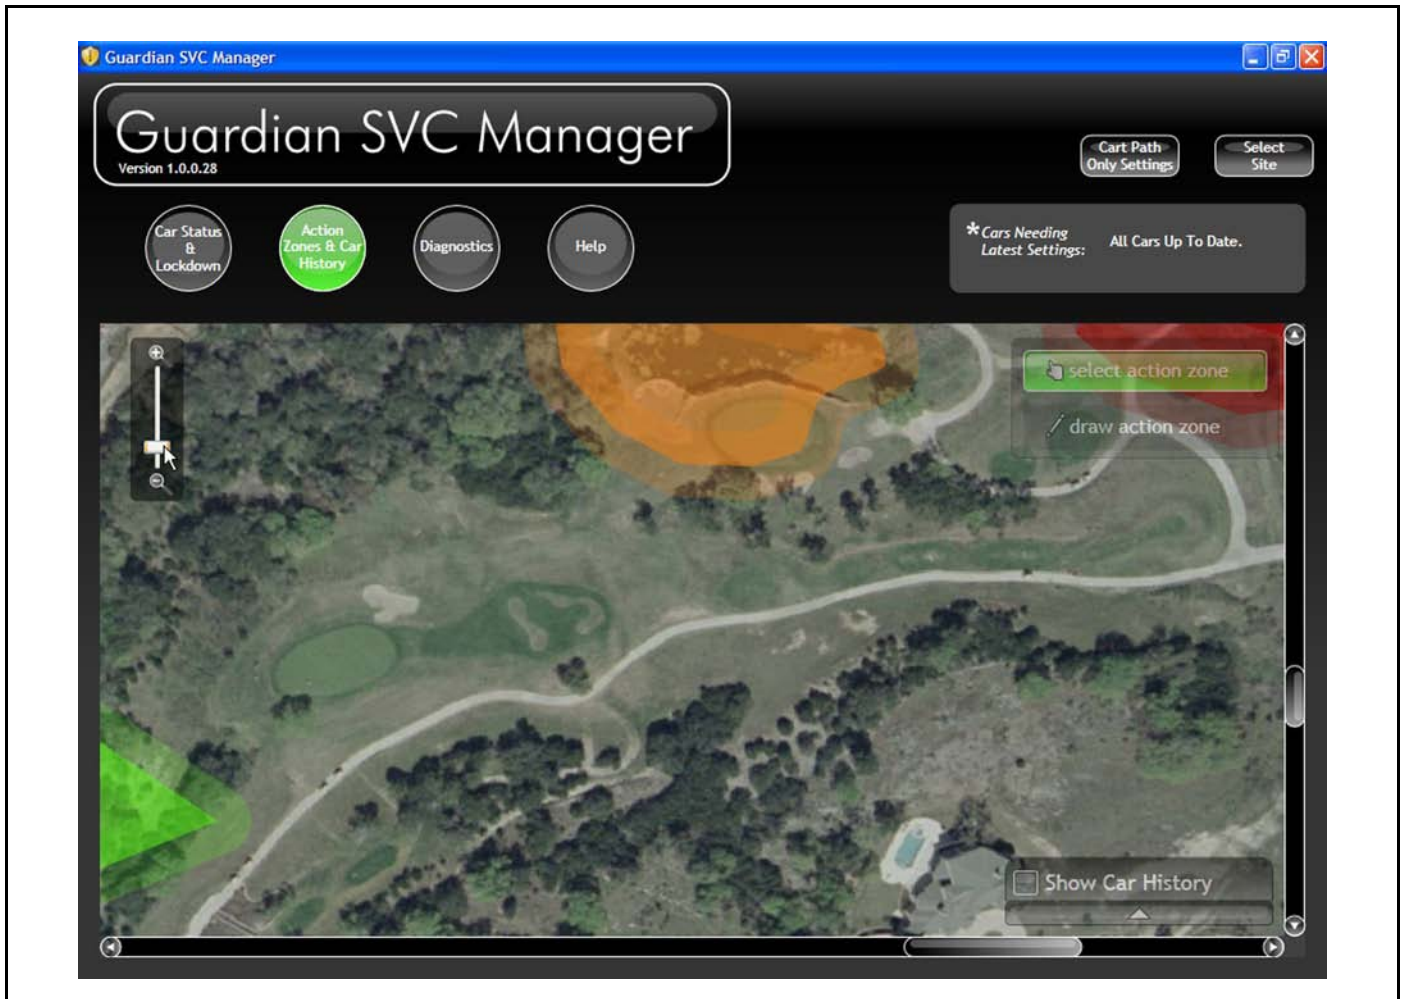 Guardian SVC Manager
Guardian SVC Manager
Version 1.0.0.28
Cart Path
Only Settings
Select
Site
Car Status
&
Lockdown
Action
Zones & Car
History
Diagnostics
Help
*Cars Needing
Latest Settings:
All Cars Up To Date.
select action zone
draw action zone
Show Car History